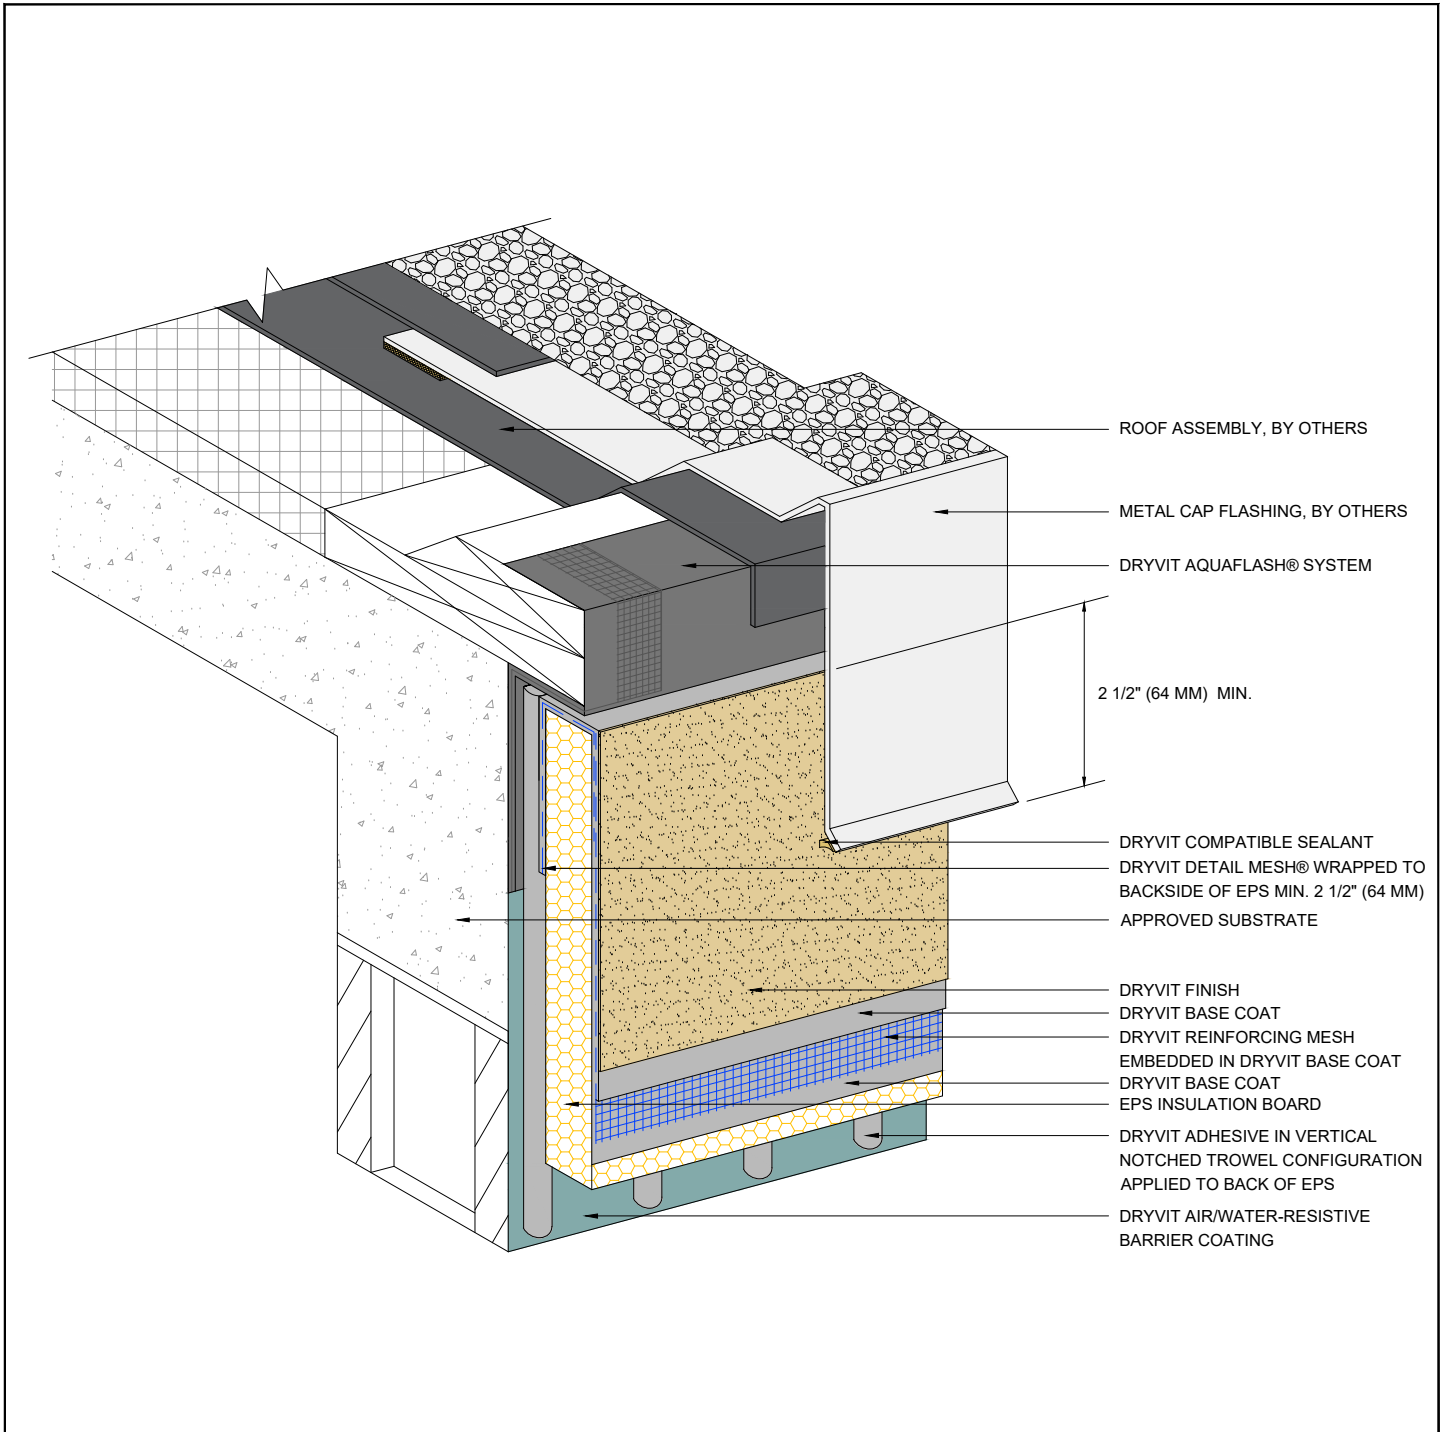 ROOF ASSEMBLY, BY OTHERS
METAL CAP FLASHING, BY OTHERS
DRYVIT AQUAFLASH® SYSTEM
2 1/2" (64 MM) MIN.
DRYVIT COMPATIBLE SEALANT
DRYVIT DETAIL MESH® WRAPPED TO
BACKSIDE OF EPS MIN. 2 1/2" (64 MM)
APPROVED SUBSTRATE
DRYVIT FINISH
DRYVIT BASE COAT
DRYVIT REINFORCING MESH
EMBEDDED IN DRYVIT BASE COAT
DRYVIT BASE COAT
EPS INSULATION BOARD
DRYVIT ADHESIVE IN VERTICAL
NOTCHED TROWEL CONFIGURATION
APPLIED TO BACK OF EPS
DRYVIT AIR/WATER-RESISTIVE
BARRIER COATING